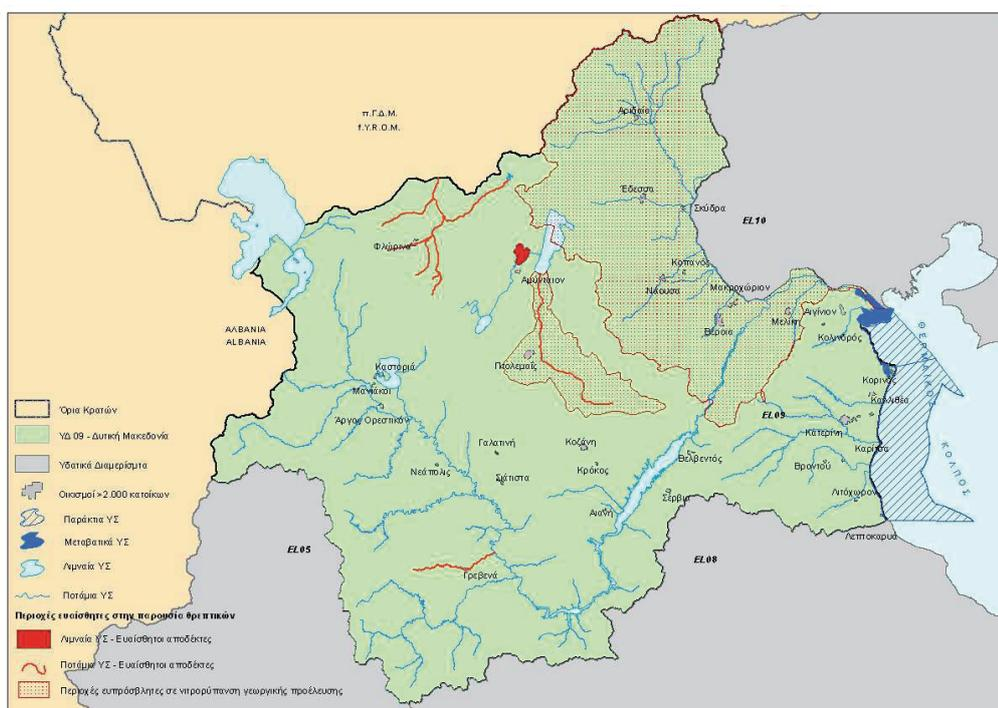 π.Γ.Δ.Μ.
f.Y.R.O.M.
Αριδαία
Έδεσσα
Σκύδρα
EL10
Φλώρινα
Κοπανός
Αμύνταιον
Νάουσα
Μακροχώριον
Μελίκη
Αιγίνιον
ΑΛΒΑΝΙΑ
ALBANIA
Βέροια
Κολινδρός
ΘΕΡΜΑΪΚΟΣ
Πτολεμαΐς
Καστοριά
Κορινός
Μανιάκοι
Καλλιθέα
Όρια Κρατών
EL09
Άργος Ορεστικόν
Κατερίνη
ΥΔ 09 - Δυτική Μακεδονία
Γαλατινή
Κοζάνη
Καρίτσα
ΚΟΛΠΟΣ
Βελβεντός
Υδατικά Διαμερίσματα
Νεάπολις
Κρόκος
Βροντού
Σιάτιστα
Οικισμοί >2.000 κατοίκων
Σέρβια
Λιτόχωρον
Αιανή
Παράκτια ΥΣ
Λεπτοκαρυά
Μεταβατικά ΥΣ
EL05
EL08
Λιμναία ΥΣ
Γρεβενά
Ποτάμια ΥΣ
Περιοχές ευαίσθητες στην παρουσία θρεπτικών
Λιμναία ΥΣ - Ευαίσθητοι αποδέκτες
Ποτάμια ΥΣ - Ευαίσθητοι αποδέκτες
Περιοχές ευπρόσβλητες σε νιτρορύπανση γεωργικής προέλευσης